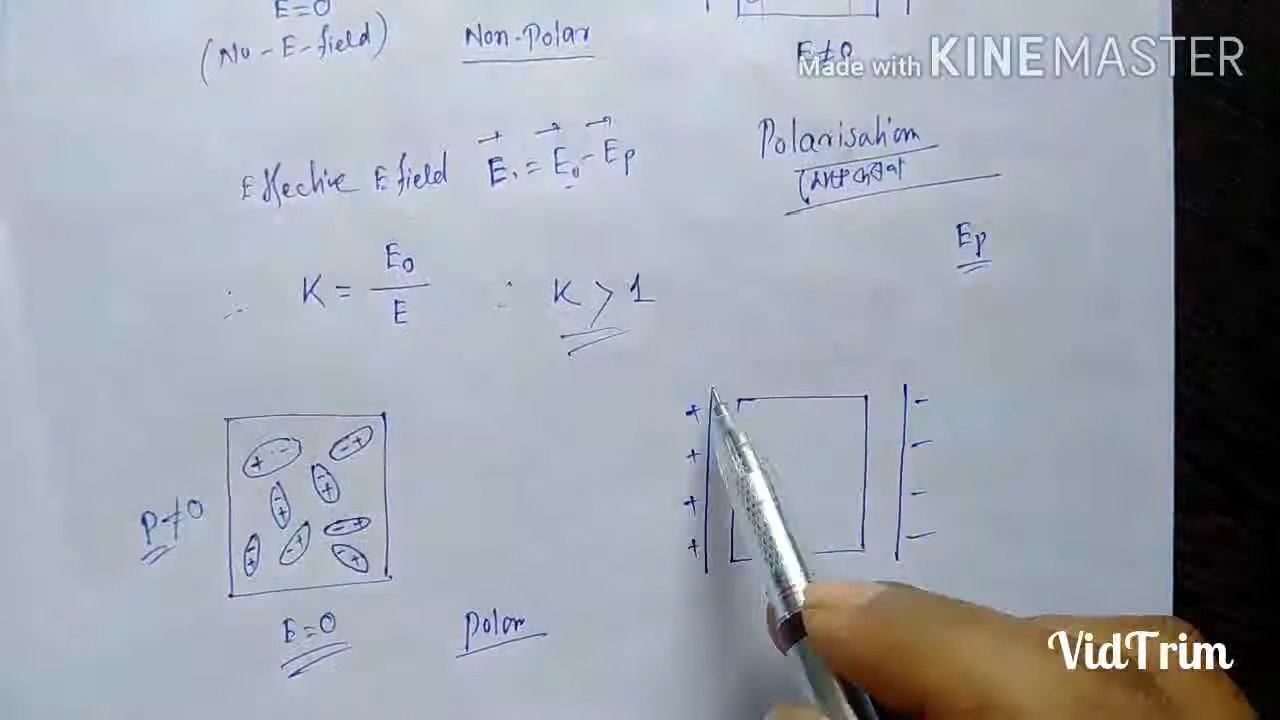 E=0
(No-E-field)
Non-Polar
E≠0
Made with KINEMASTER
Effective E field E⃗, = E⃗₀ - E⃗p
Polarisation
Ep
∴ K = E₀/E ∴ K > 1
P≠0
+ - - + - + - +
- + - + - + - +
E=0
Polar
+ + + +
- - - -
VidTrim